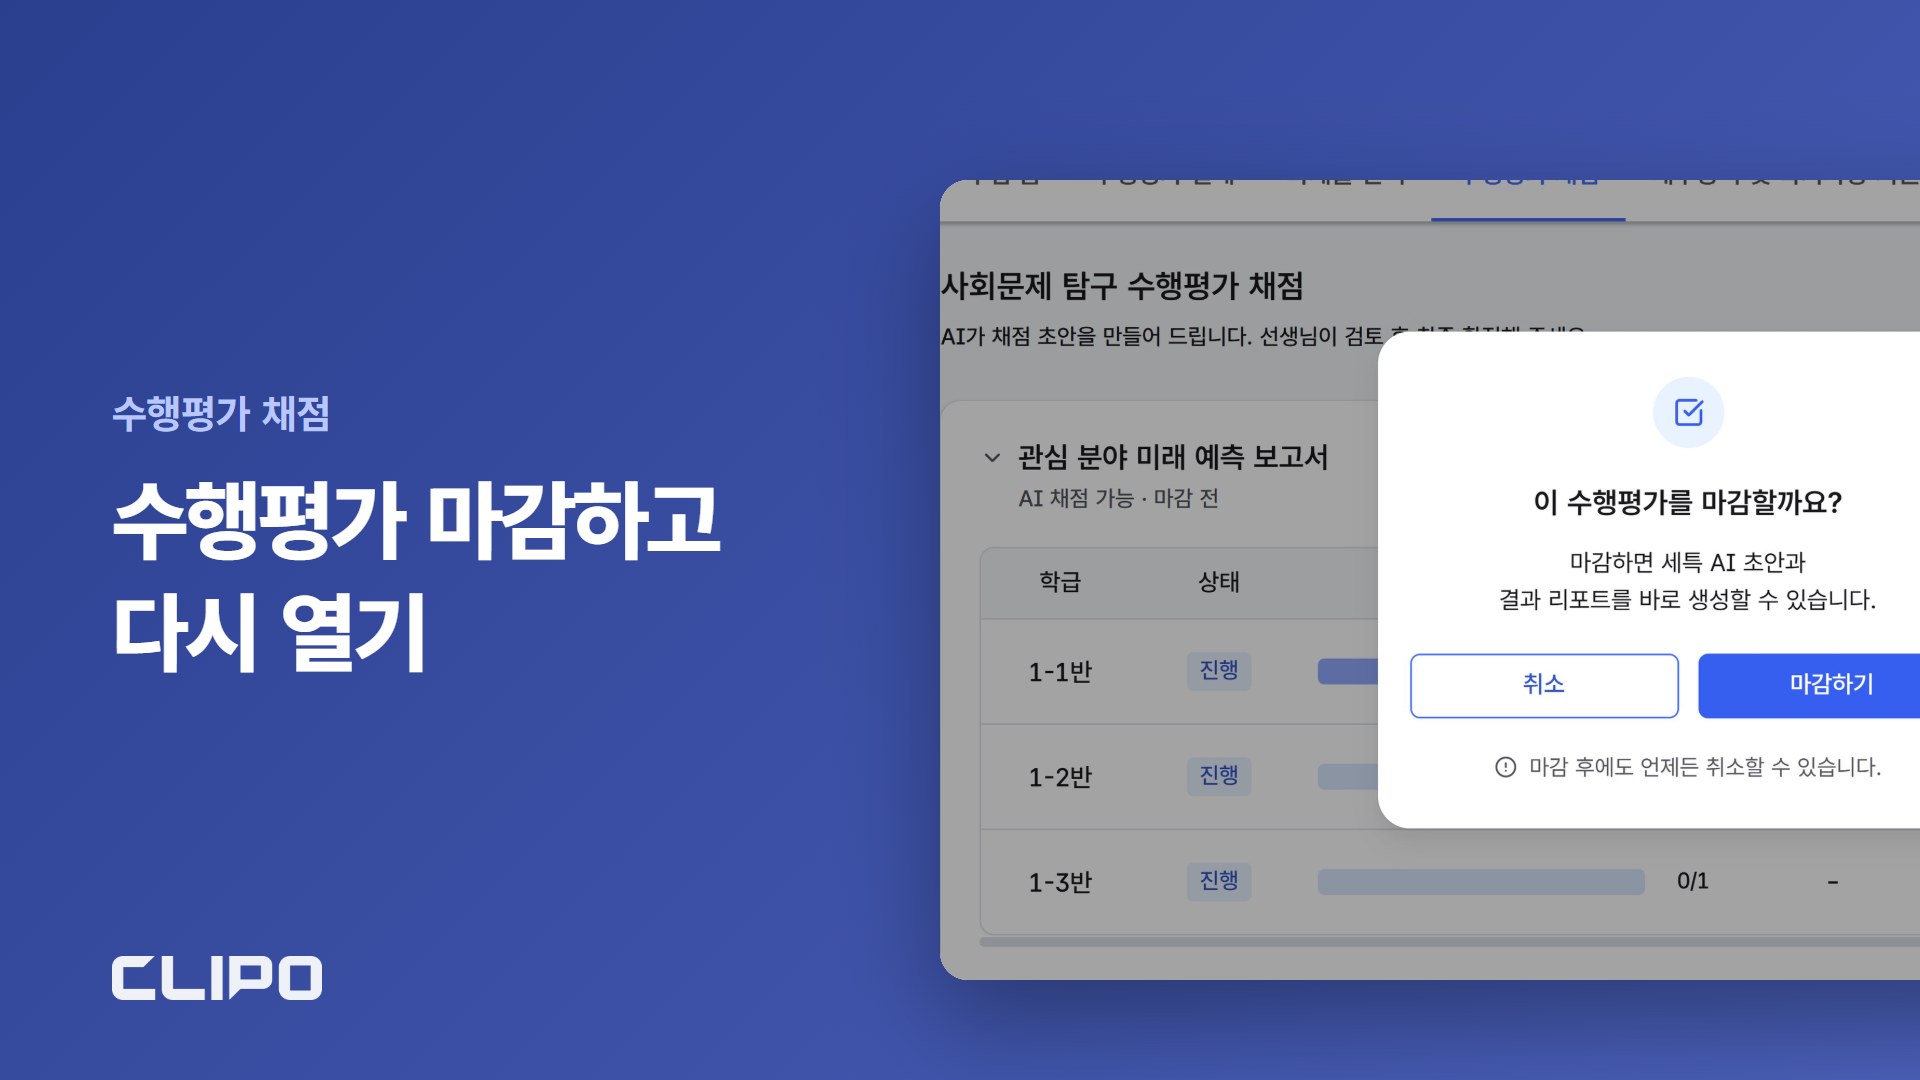 수행평가 채점
수행평가 마감하고
다시 열기
CLIPO
사회문제 탐구 수행평가 채점
AI가 채점 초안을 만들어 드립니다. 선생님이 검토
관심 분야 미래 예측 보고서
AI 채점 가능 · 마감 전
학급 상태
1-1반 진행
1-2반 진행
1-3반 진행 0/1 -
이 수행평가를 마감할까요?
마감하면 세특 AI 초안과
결과 리포트를 바로 생성할 수 있습니다.
취소 마감하기
마감 후에도 언제든 취소할 수 있습니다.